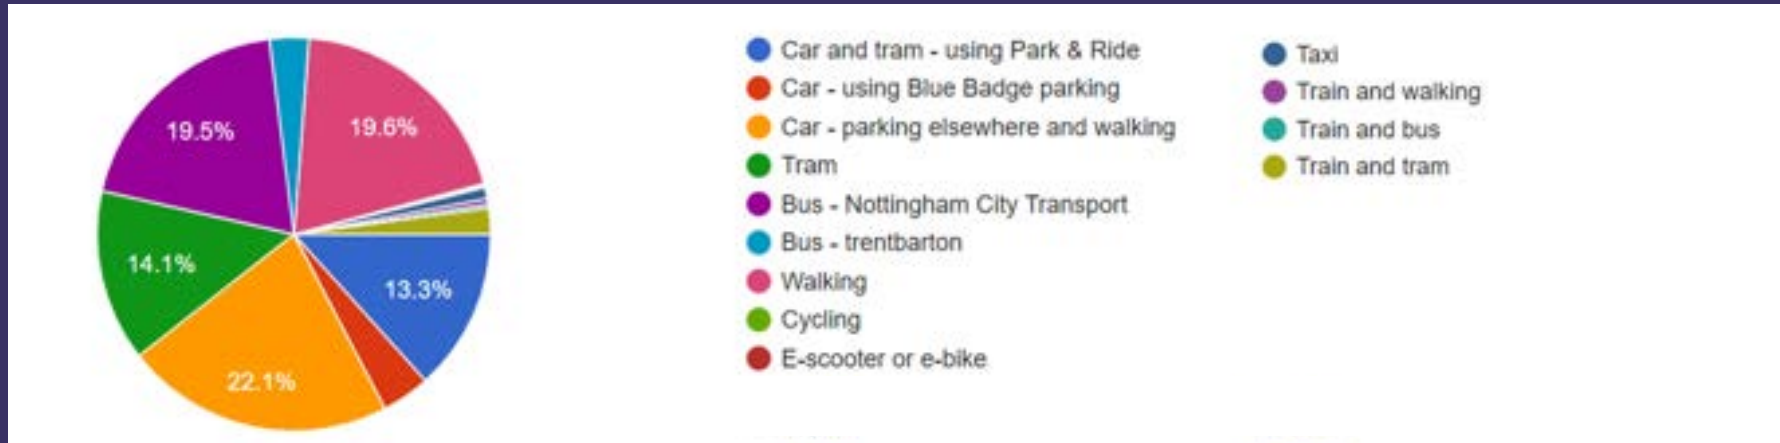 19.5%
19.6%
14.1%
13.3%
22.1%
Car and tram - using Park & Ride
Car - using Blue Badge parking
Car - parking elsewhere and walking
Tram
Bus - Nottingham City Transport
Bus - trentbarton
Walking
Cycling
E-scooter or e-bike
Taxi
Train and walking
Train and bus
Train and tram